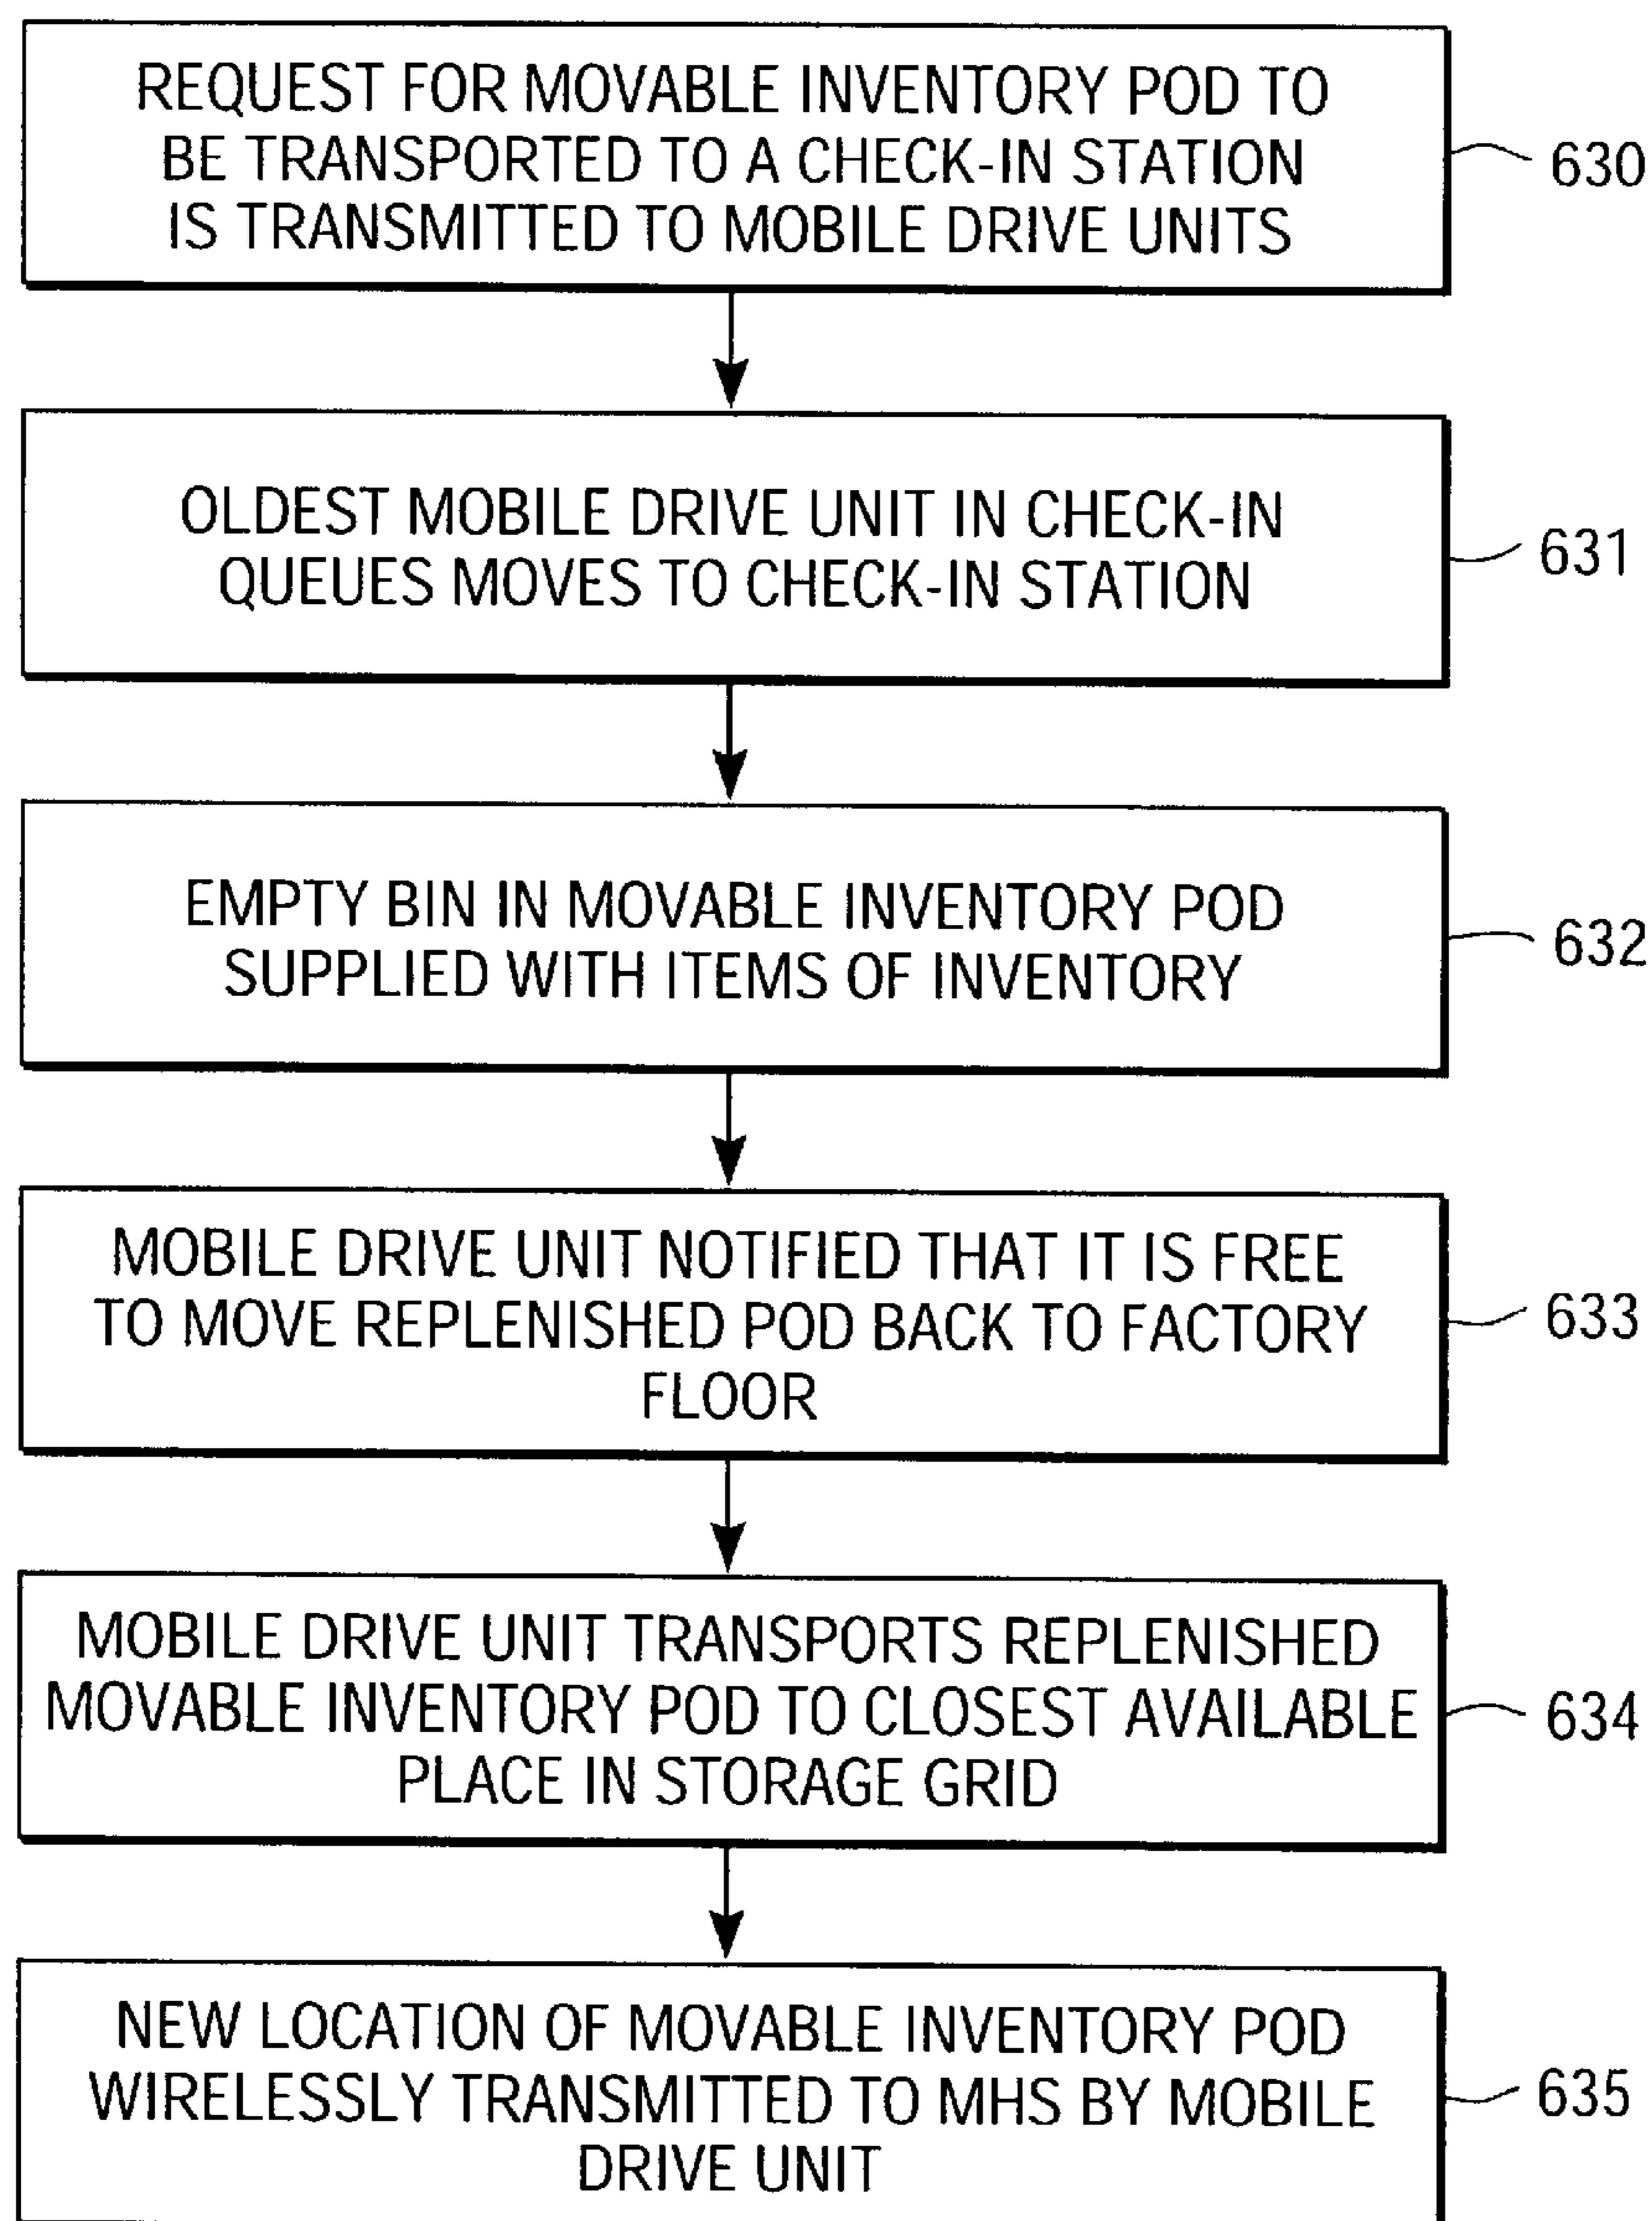 REQUEST FOR MOVABLE INVENTORY POD TO
BE TRANSPORTED TO A CHECK-IN STATION
IS TRANSMITTED TO MOBILE DRIVE UNITS
630
OLDEST MOBILE DRIVE UNIT IN CHECK-IN
QUEUES MOVES TO CHECK-IN STATION
631
EMPTY BIN IN MOVABLE INVENTORY POD
SUPPLIED WITH ITEMS OF INVENTORY
632
MOBILE DRIVE UNIT NOTIFIED THAT IT IS FREE
TO MOVE REPLENISHED POD BACK TO FACTORY
FLOOR
633
MOBILE DRIVE UNIT TRANSPORTS REPLENISHED
MOVABLE INVENTORY POD TO CLOSEST AVAILABLE
PLACE IN STORAGE GRID
634
NEW LOCATION OF MOVABLE INVENTORY POD
WIRELESSLY TRANSMITTED TO MHS BY MOBILE
DRIVE UNIT
635